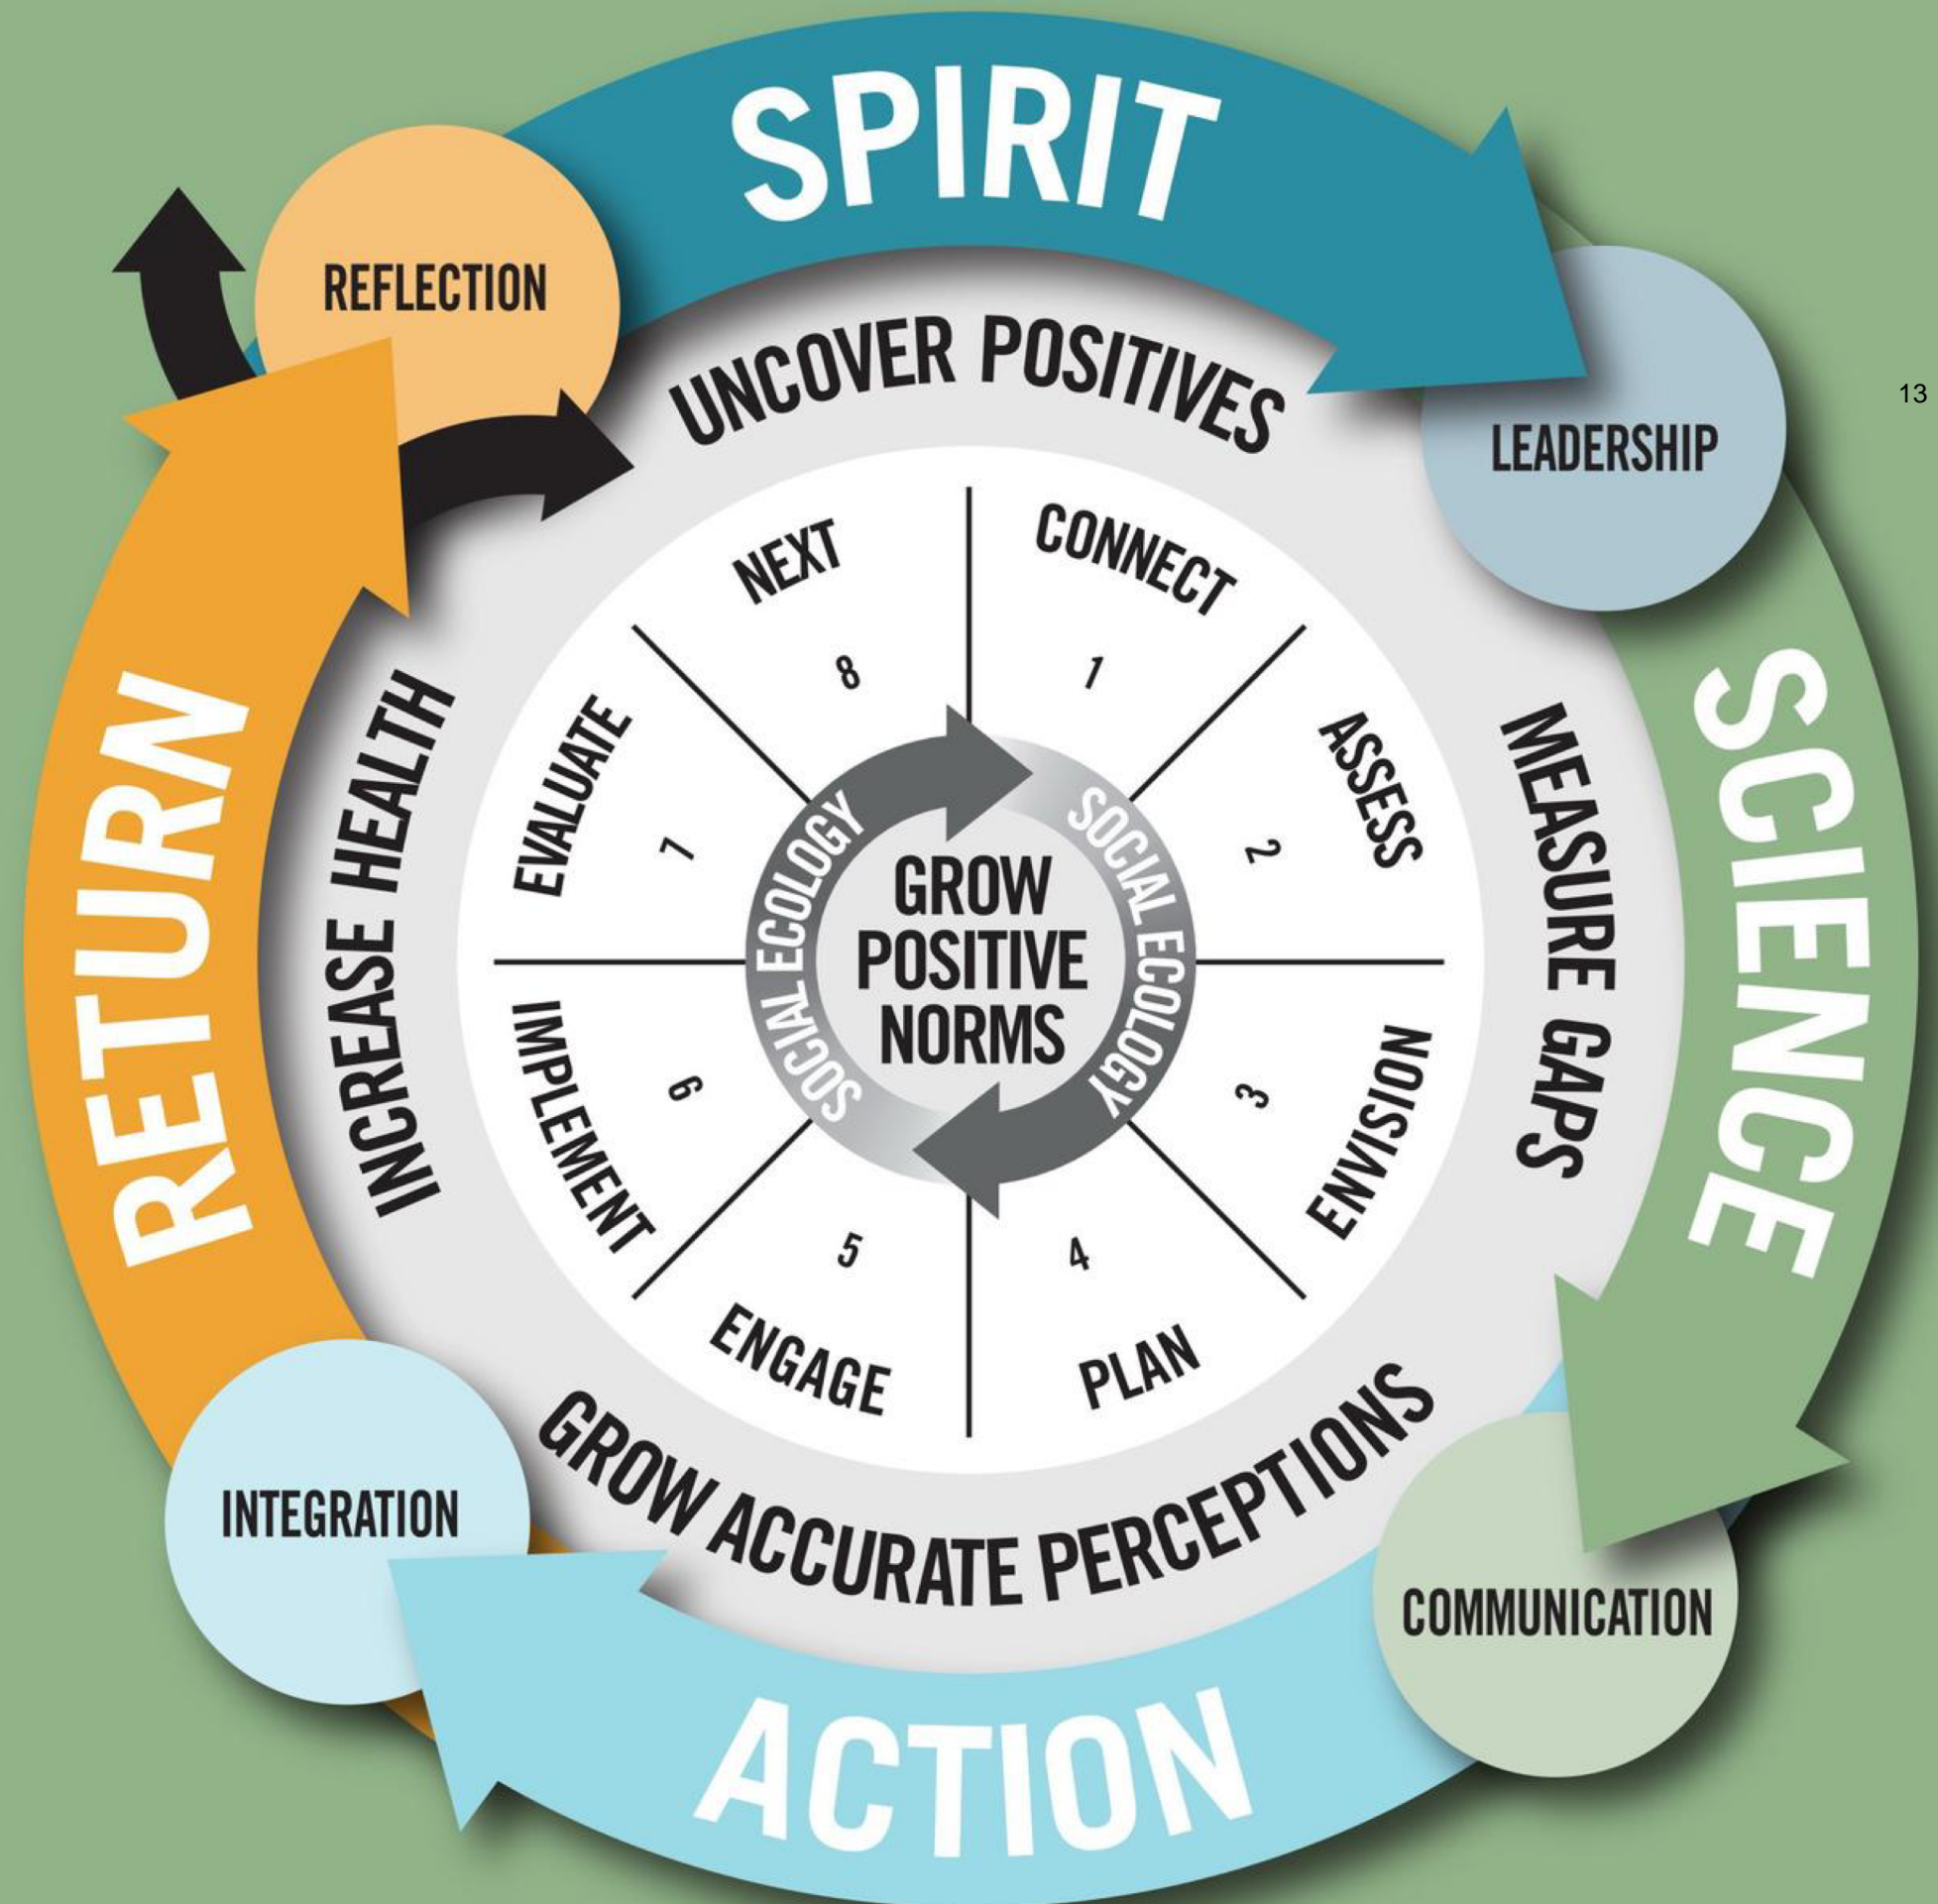 SPIRIT
REFLECTION
LEADERSHIP
13
UNCOVER POSITIVES
NEXT
8
CONNECT
1
ASSESS
2
MEASURE GAPS
SCIENCE
ENVISION
3
PLAN
4
ENGAGE
5
IMPLEMENT
6
EVALUATE
7
SOCIAL ECOLOGY
SOCIAL ECOLOGY
GROW
POSITIVE
NORMS
INCREASE HEALTH
RETURN
GROW ACCURATE PERCEPTIONS
INTEGRATION
COMMUNICATION
ACTION